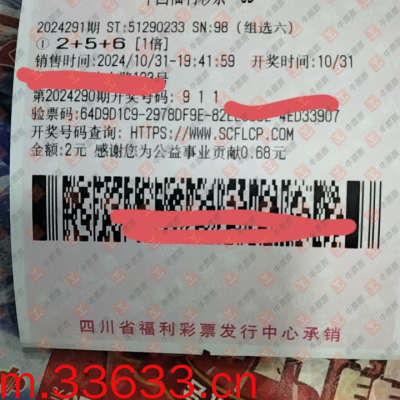 2024291期 ST:51290233 SN:98 (组选六)
① 2+5+6 [1倍]
销售时间:2024/10/31-19:41:59 开奖时间:10/31
第2024290期开奖号码: 9 1 1
验票码:64D9D1C9-2978DF9E- 4ED33907
开奖号码查询: HTTPS://WWW.SCFLCP.COM
金额:2元 感谢您为公益事业贡献0.68元
四川省福利彩票发行中心承销
m.33633.cn